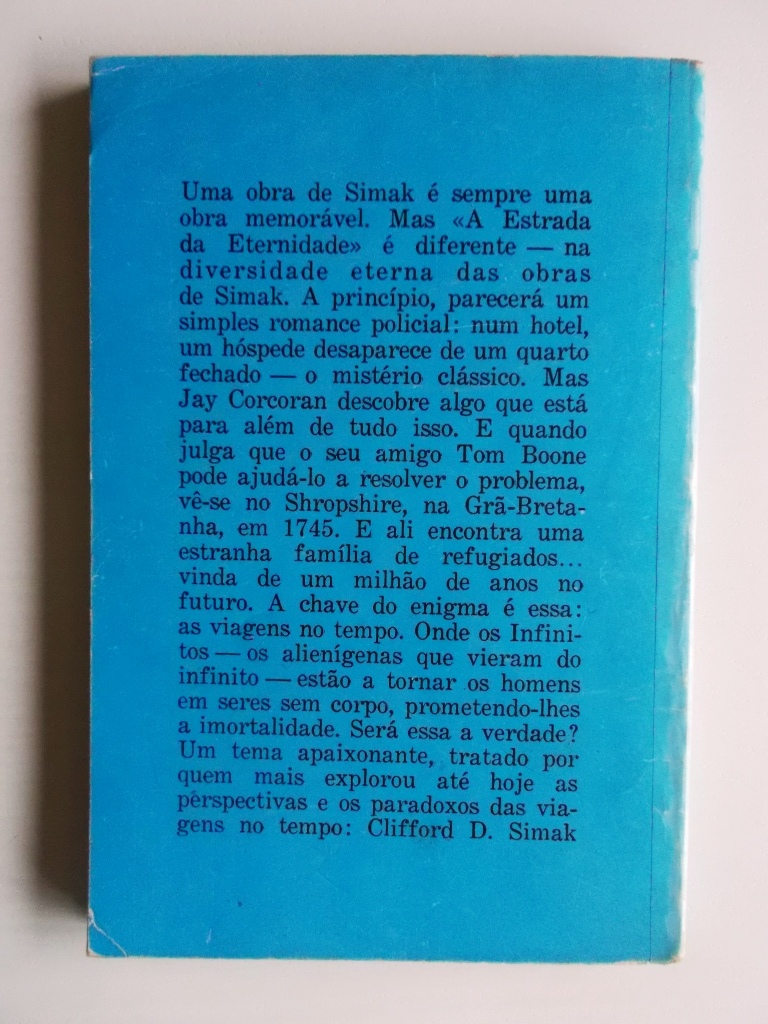 Uma obra de Simak é sempre uma
obra memorável. Mas «A Estrada
da Eternidade» é diferente — na
diversidade eterna das obras
de Simak. A princípio, parecerá um
simples romance policial: num hotel,
um hóspede desaparece de um quarto
fechado — o mistério clássico. Mas
Jay Corcoran descobre algo que está
para além de tudo isso. E quando
julga que o seu amigo Tom Boone
pode ajudá-lo a resolver o problema,
vê-se no Shropshire, na Grã-Breta-
nha, em 1745. E ali encontra uma
estranha família de refugiados...
vinda de um milhão de anos no
futuro. A chave do enigma é essa:
as viagens no tempo. Onde os Infini-
tos — os alienígenas que vieram do
infinito — estão a tornar os homens
em seres sem corpo, prometendo-lhes
a imortalidade. Será essa a verdade?
Um tema apaixonante, tratado por
quem mais explorou até hoje as
perspectivas e os paradoxos das via-
gens no tempo: Clifford D. Simak